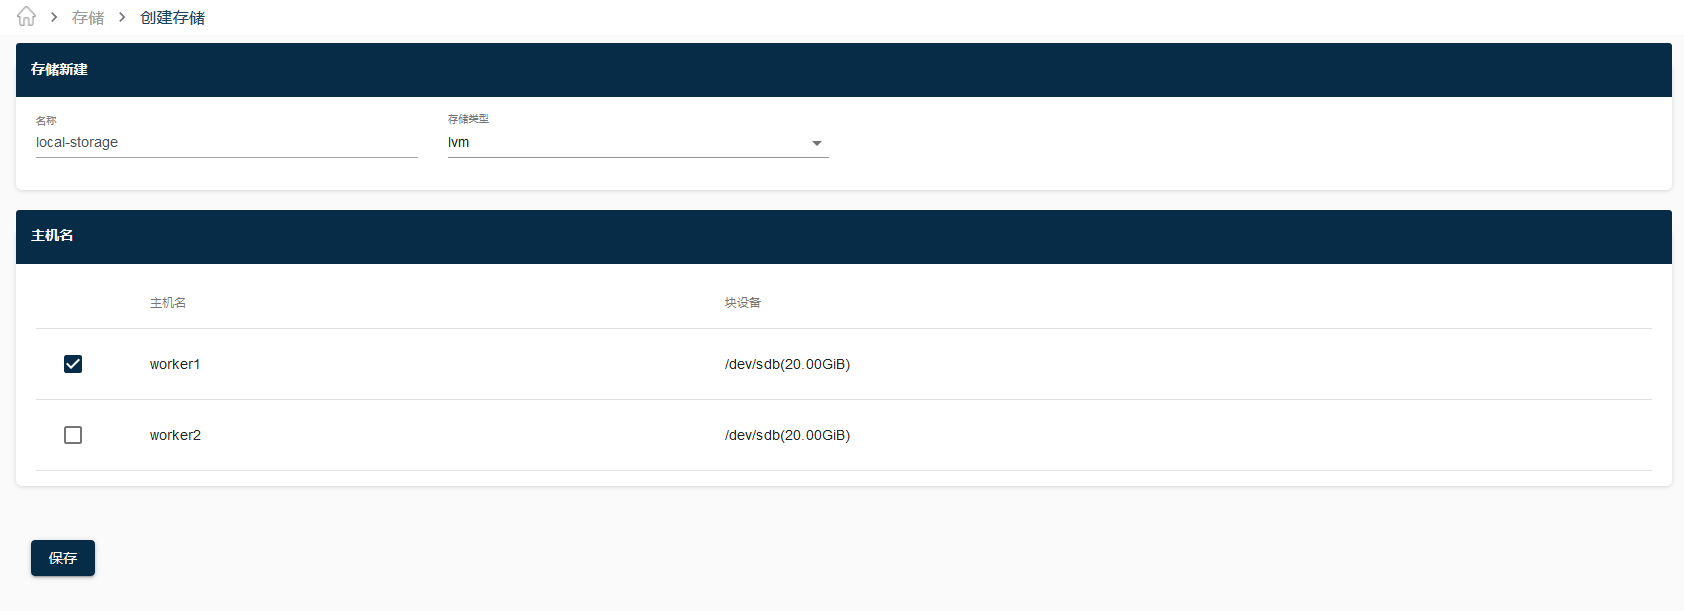 存储 创建存储
存储新建
名称 存储类型
local-storage lvm
主机名
主机名 块设备
worker1 /dev/sdb(20.00GiB)
worker2 /dev/sdb(20.00GiB)
保存